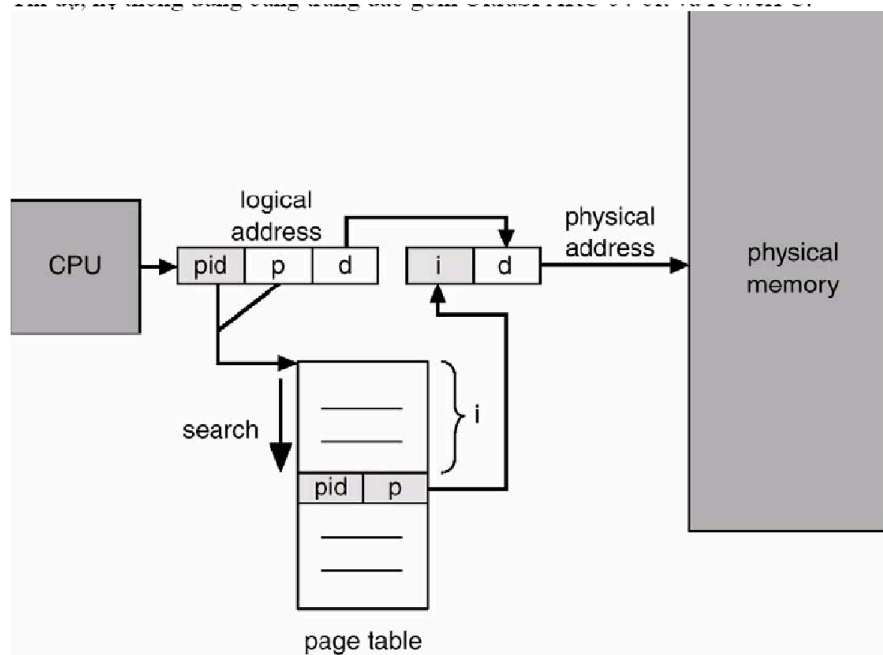 logical
address
physical
address
CPU
pid p d
i d
physical
memory
search
i
pid p
page table